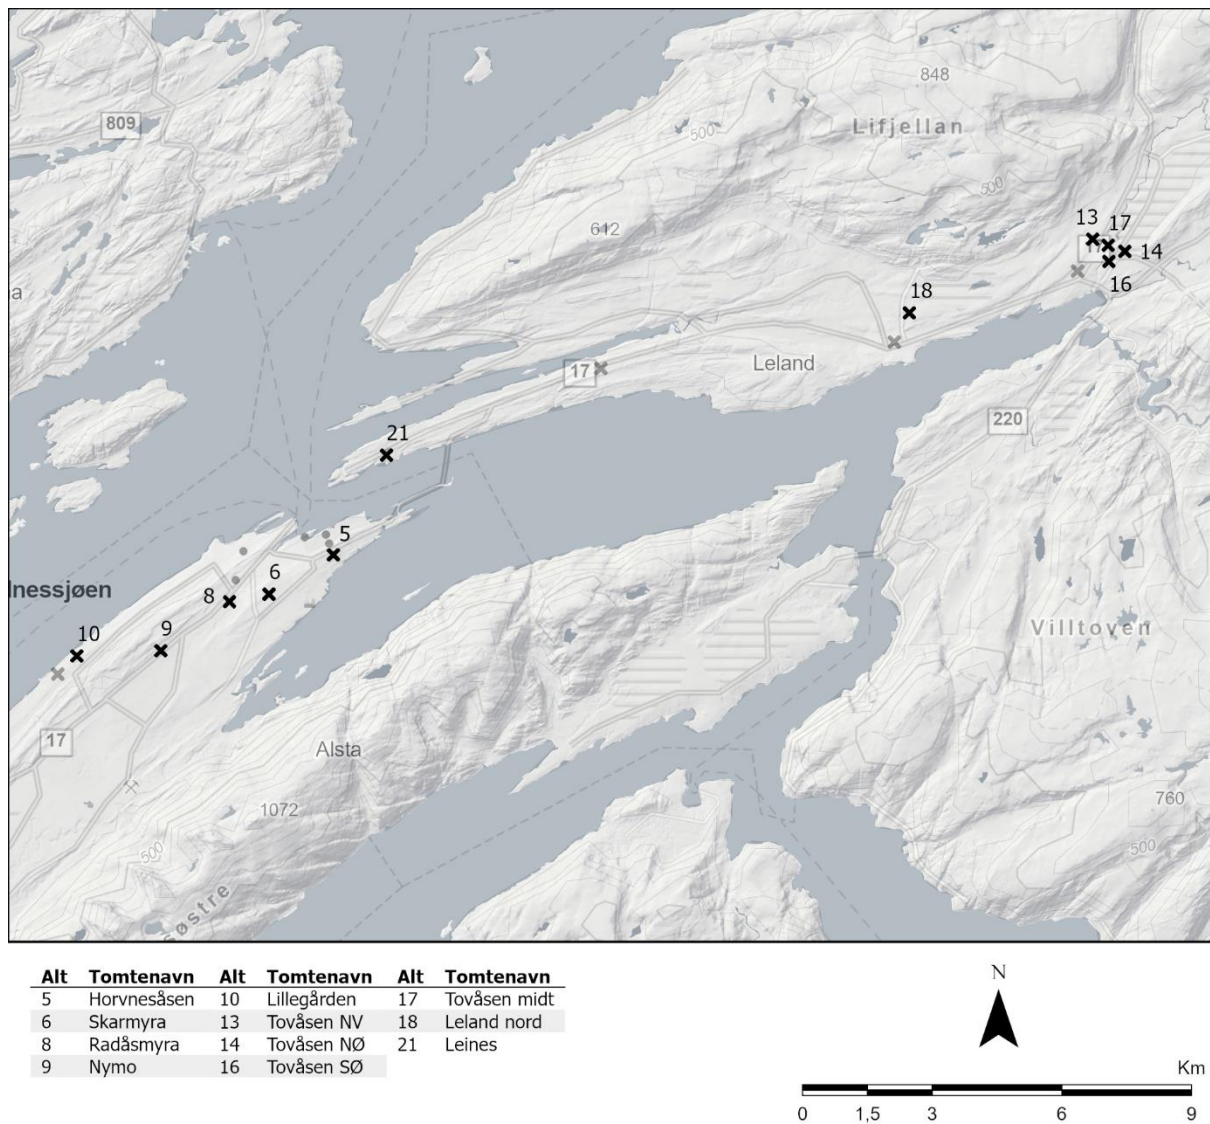 848
809
Lifjellan
500
500
13
17
612
14
a
16
18
17
Leland
220
21
5
6
lnessjøen
8
Villtoven
9
10
17
Alsta
760
1072
500
500
Søstre
Alt Tomtenavn Alt Tomtenavn Alt Tomtenavn
5 Horvnesåsen 10 Lillegården 17 Tovåsen midt
6 Skarmyra 13 Tovåsen NV 18 Leland nord
8 Radåsmyra 14 Tovåsen NØ 21 Leines
9 Nymo 16 Tovåsen SØ
N
Km
0 1,5 3 6 9